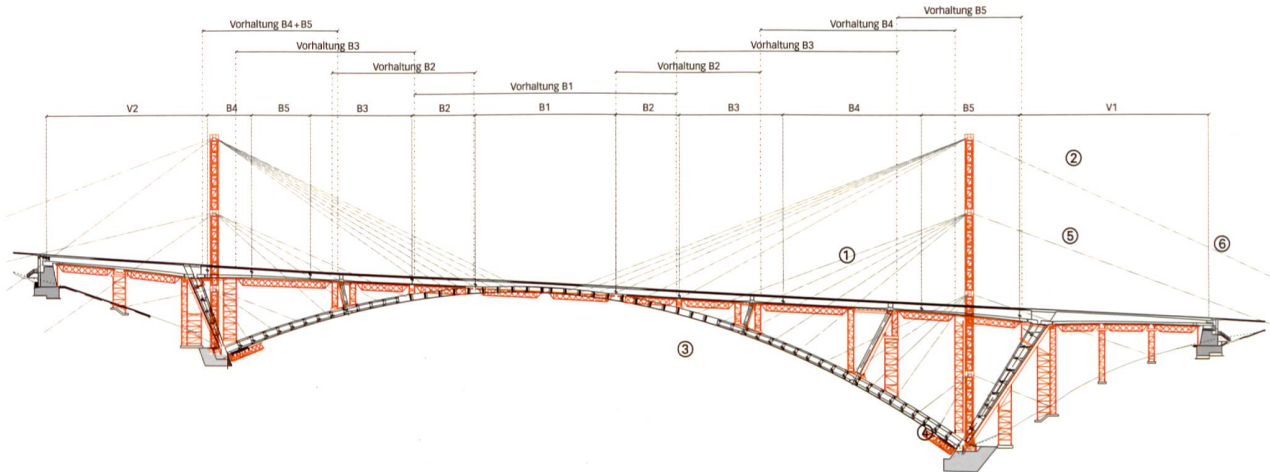 Vorhaltung B5
Vorhaltung B4+B5
Vorhaltung B4
Vorhaltung B3
Vorhaltung B3
Vorhaltung B2
Vorhaltung B2
Vorhaltung B1
V2 B4 B5 B3 B2 B1 B2 B3 B4 B5 V1
2
5
6
1
3
4